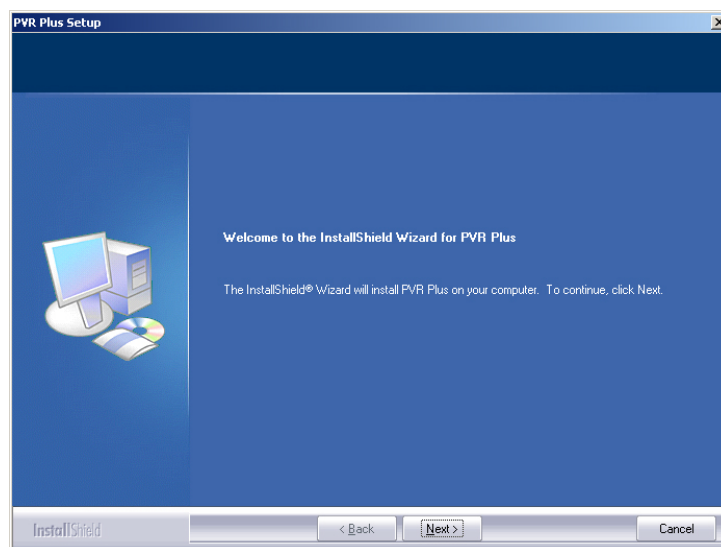 PVR Plus Setup
Welcome to the InstallShield Wizard for PVR Plus
The InstallShield® Wizard will install PVR Plus on your computer. To continue, click Next.
InstallShield
< Back
Next >
Cancel